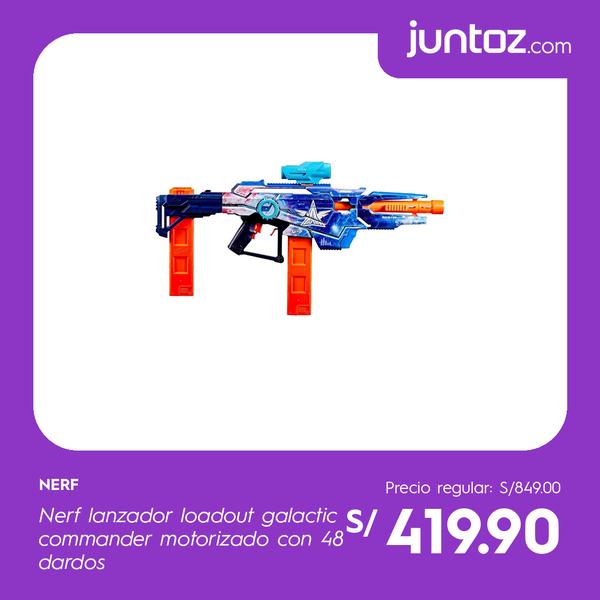 juntoz.com
NERF
Nerf lanzador loadout galactic
commander motorizado con 48
dardos
Precio regular: S/849.00
S/ 419.90